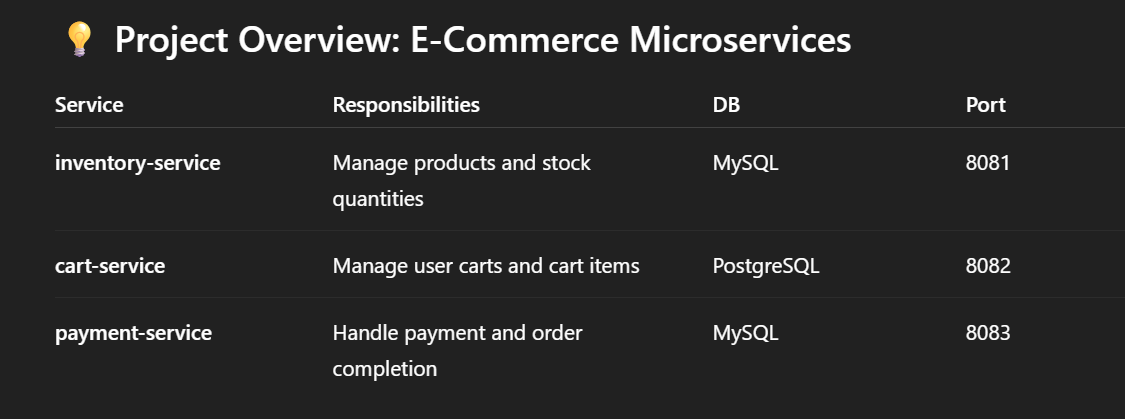 💡 Project Overview: E-Commerce Microservices
Service Responsibilities DB Port
inventory-service Manage products and stock MySQL 8081
quantities
cart-service Manage user carts and cart items PostgreSQL 8082
payment-service Handle payment and order MySQL 8083
completion